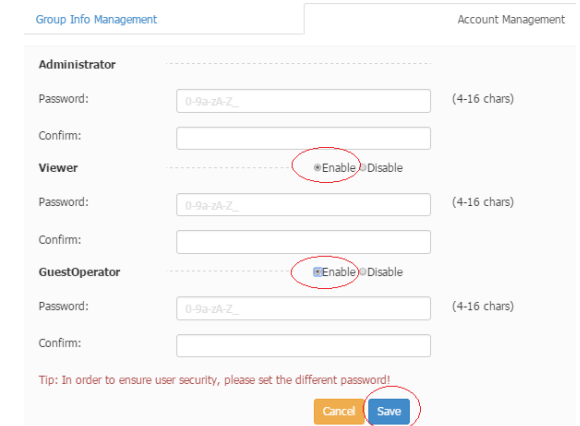 Group Info Management Account Management
Administrator
Password: 0-9a-zA-Z_ (4-16 chars)
Confirm:
Viewer Enable Disable
Password: 0-9a-zA-Z_ (4-16 chars)
Confirm:
GuestOperator Enable Disable
Password: 0-9a-zA-Z_ (4-16 chars)
Confirm:
Tip: In order to ensure user security, please set the different password!
Cancel Save